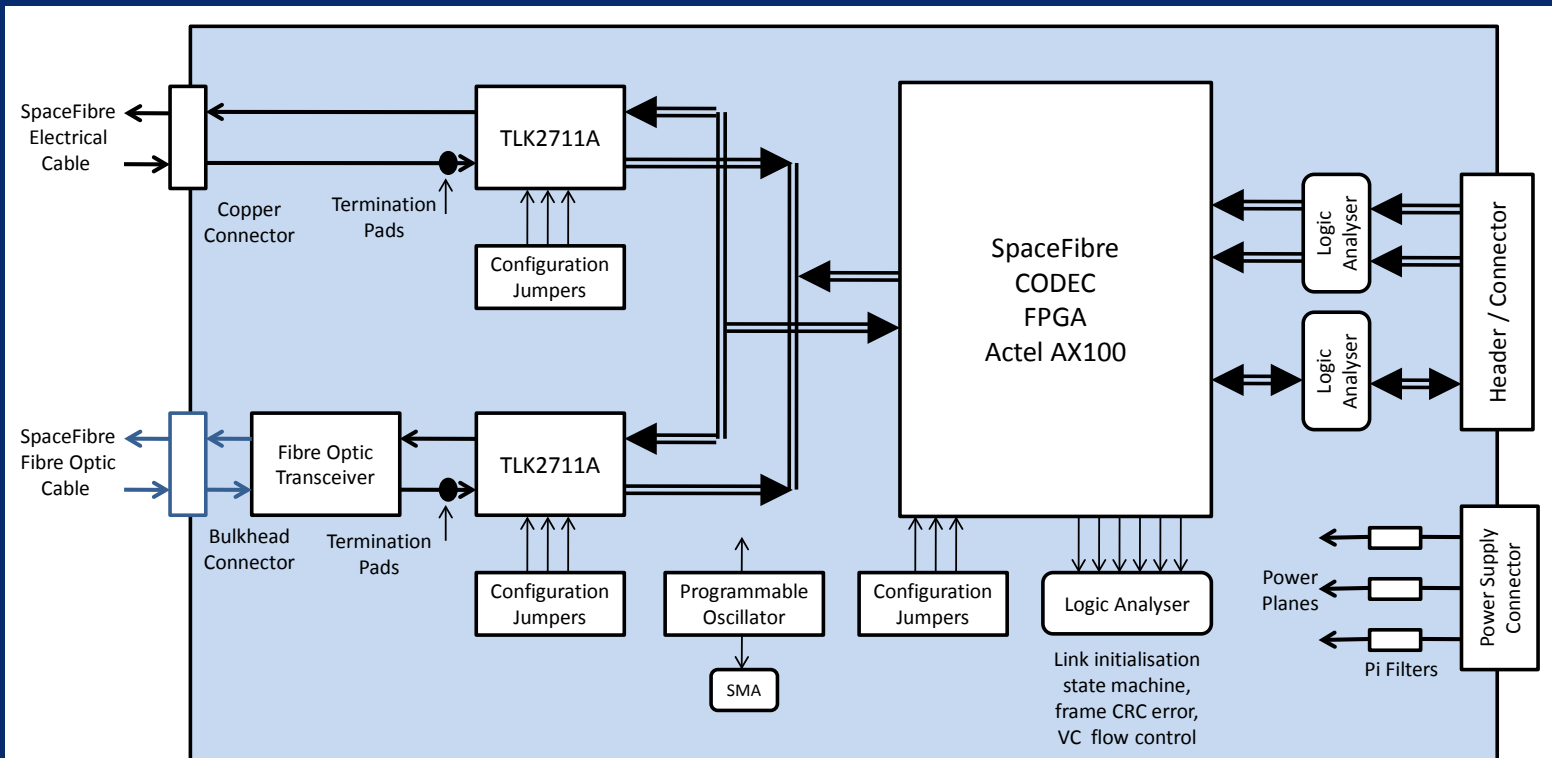 SpaceFibre
Electrical
Cable
Copper
Connector
Termination
Pads
TLK2711A
Configuration
Jumpers
SpaceFibre
CODEC
FPGA
Actel AX100
Logic
Analyser
Logic
Analyser
Header / Connector
SpaceFibre
Fibre Optic
Cable
Bulkhead
Connector
Fibre Optic
Transceiver
Termination
Pads
TLK2711A
Configuration
Jumpers
Programmable
Oscillator
SMA
Configuration
Jumpers
Logic Analyser
Link initialisation
state machine,
frame CRC error,
VC flow control
Power
Planes
Pi Filters
Power Supply
Connector